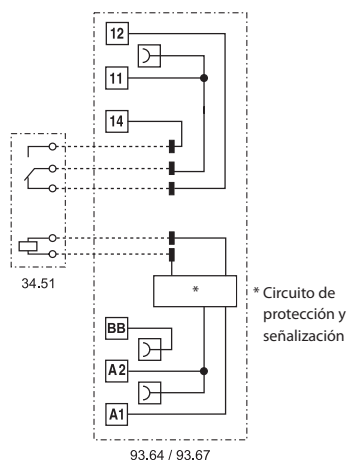 12
11
14
34.51
*
* Circuito de
protección y
señalización
BB
A2
A1
93.64 / 93.67